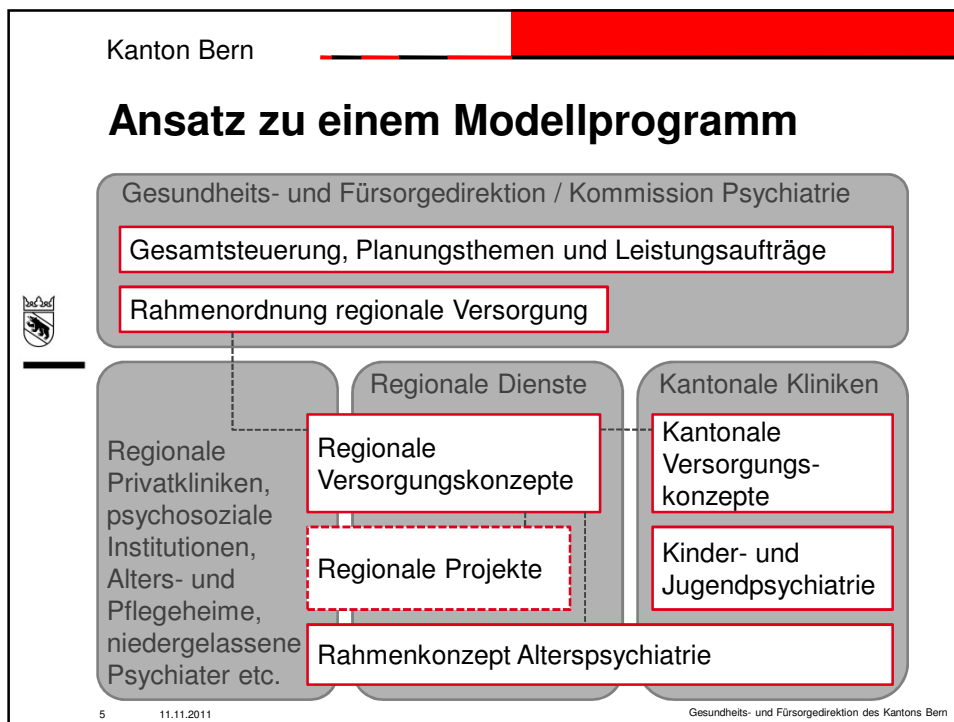 Kanton Bern
Ansatz zu einem Modellprogramm
Gesundheits- und Fürsorgedirektion / Kommission Psychiatrie
Gesamtsteuerung, Planungsthemen und Leistungsaufträge
Rahmenordnung regionale Versorgung
Regionale
Privatkliniken,
psychosoziale
Institutionen,
Alters- und
Pflegeheime,
niedergelassene
Psychiater etc.
Regionale Dienste
Regionale
Versorgungskonzepte
Regionale Projekte
Rahmenkonzept Alterspsychiatrie
Kantonale Kliniken
Kantonale
Versorgungs-
konzepte
Kinder- und
Jugendpsychiatrie
5
11.11.2011
Gesundheits- und Fürsorgedirektion des Kantons Bern